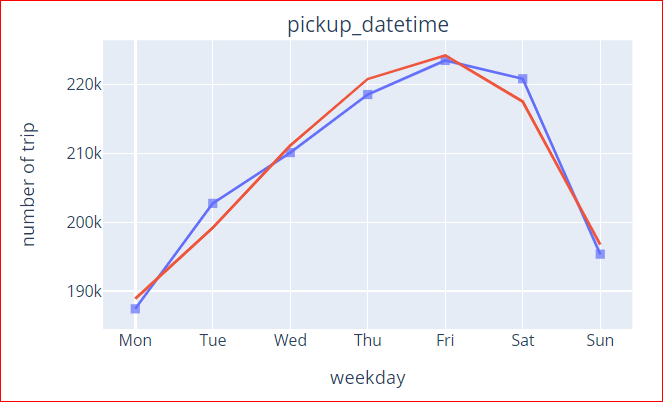 pickup_datetime
number of trip
220k
210k
200k
190k
Mon Tue Wed Thu Fri Sat Sun
weekday